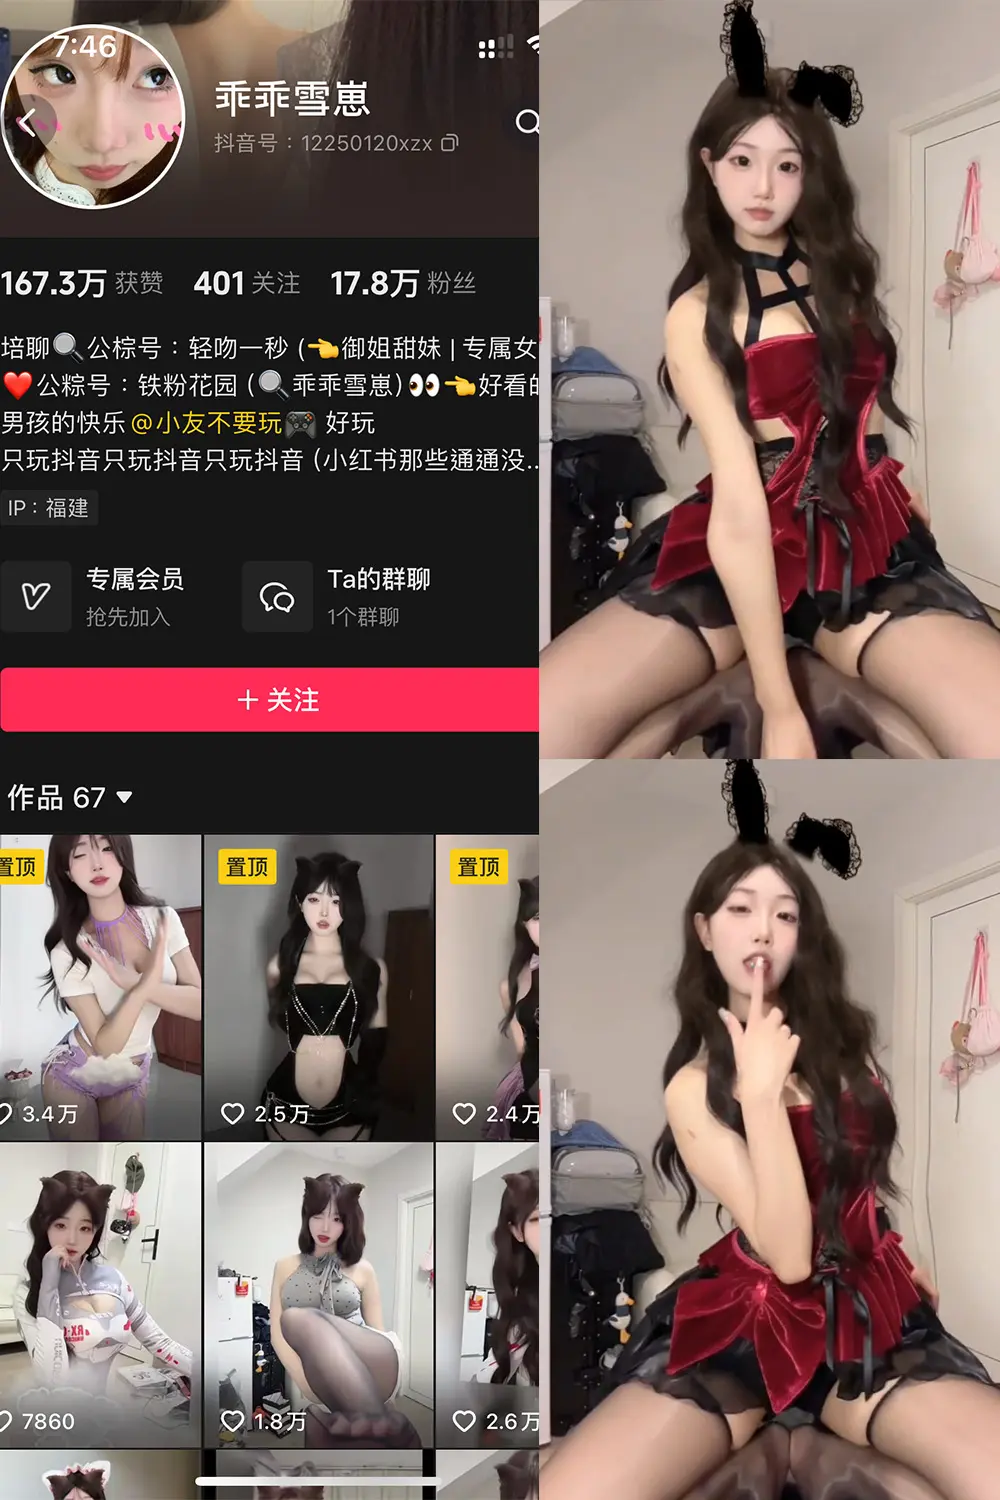 7:46
乖乖雪崽
抖音号：12250120xzx
167.3万 获赞 401 关注 17.8万 粉丝
培聊🔍公棕号：轻吻一秒 (👈御姐甜妹 | 专属女
❤️公粽号：铁粉花园 (🔍乖乖雪崽)👀👈好看的
男孩的快乐 @小友不要玩🎮 好玩
只玩抖音只玩抖音只玩抖音 (小红书那些通通没...
IP：福建
专属会员
抢先加入
Ta的群聊
1个群聊
+ 关注
作品 67
置顶
置顶
置顶
3.4万
2.5万
2.4万
7860
1.8万
2.6万